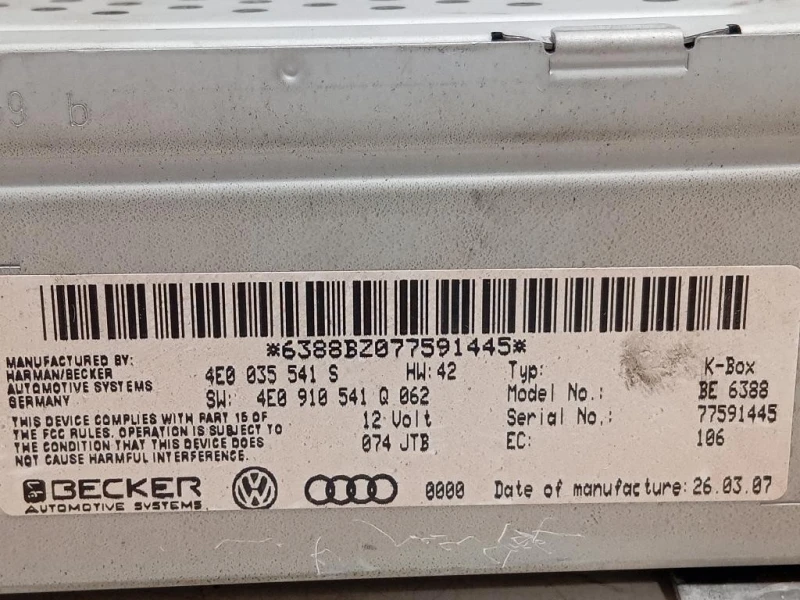 9 b
*6388BZ077591445*
MANUFACTURED BY:
HARMAN/BECKER
AUTOMOTIVE SYSTEMS
GERMANY
4E0 035 541 S HW: 42
SW: 4E0 910 541 Q 062
12 Volt
074 JTB
THIS DEVICE COMPLIES WITH PART 15 OF
THE FCC RULES. OPERATION IS SUBJECT TO
THE CONDITION THAT THIS DEVICE DOES
NOT CAUSE HARMFUL INTERFERENCE.
Typ: K-Box
Model No.: BE 6388
Serial No.: 77591445
EC: 106
BECKER
AUTOMOTIVE SYSTEMS
0000 Date of manufacture: 26.03.07